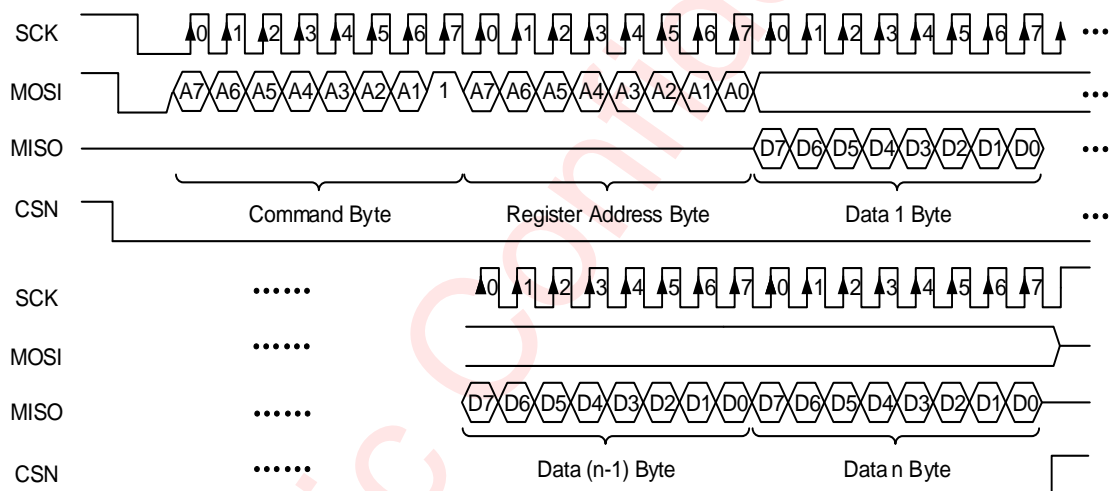 SCK 0 1 2 3 4 5 6 7 0 1 2 3 4 5 6 7 0 1 2 3 4 5 6 7 •••
MOSI A7 A6 A5 A4 A3 A2 A1 1 A7 A6 A5 A4 A3 A2 A1 A0 •••
MISO D7 D6 D5 D4 D3 D2 D1 D0 •••
CSN Command Byte Register Address Byte Data 1 Byte •••
SCK •••••• 0 1 2 3 4 5 6 7 0 1 2 3 4 5 6 7
MOSI ••••••
MISO •••••• D7 D6 D5 D4 D3 D2 D1 D0 D7 D6 D5 D4 D3 D2 D1 D0
CSN •••••• Data (n-1) Byte Data n Byte
ic Confid